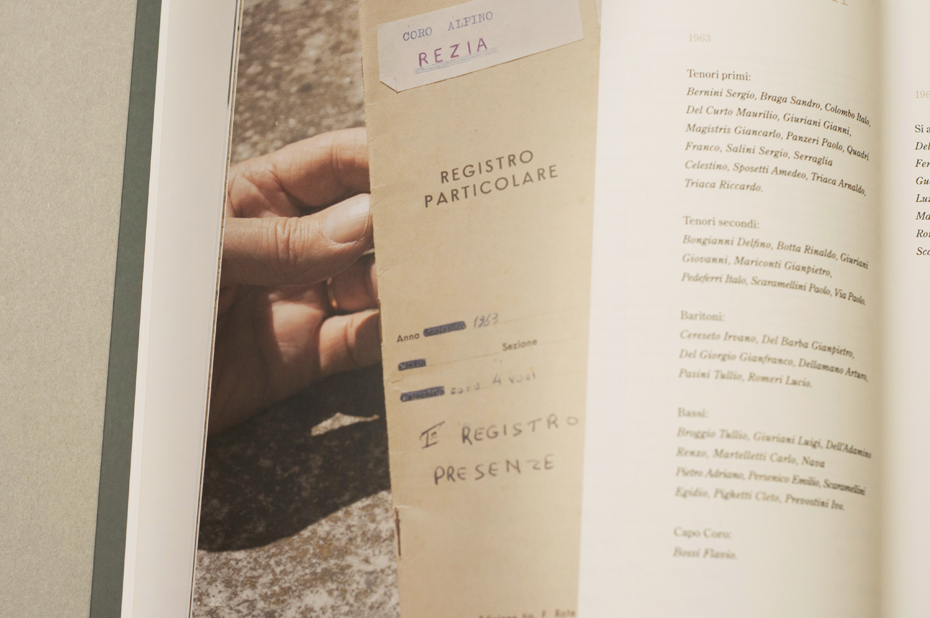 CORO ALPINO
REZIA
REGISTRO
PARTICOLARE
Anno 1963
Sezione
coro 4 voci
I° REGISTRO
PRESENZE
1963
Tenori primi:
Bernini Sergio, Braga Sandro, Colombo Italo,
Del Curto Maurilio, Giuriani Gianni,
Magistris Giancarlo, Panzeri Paolo, Quadri
Franco, Salini Sergio, Serraglia
Celestino, Sposetti Amedeo, Triaca Arnaldo,
Triaca Riccardo.
Tenori secondi:
Bongianni Delfino, Botta Rinaldo, Giuriani
Giovanni, Mariconti Gianpietro,
Pedeferri Italo, Scaramellini Paolo, Via Paolo.
Baritoni:
Cereseto Irvano, Del Barba Gianpietro,
Del Giorgio Gianfranco, Dellamano Arturo,
Pasini Tullio, Romeri Lucio.
Bassi:
Broggio Tullio, Giuriani Luigi, Dell'Adamino
Renzo, Martelletti Carlo, Nava
Pietro Adriano, Persenico Emilio, Scaramellini
Egidio, Pighetti Cleto, Prevostini Ivo.
Capo Coro:
Bossi Flavio.